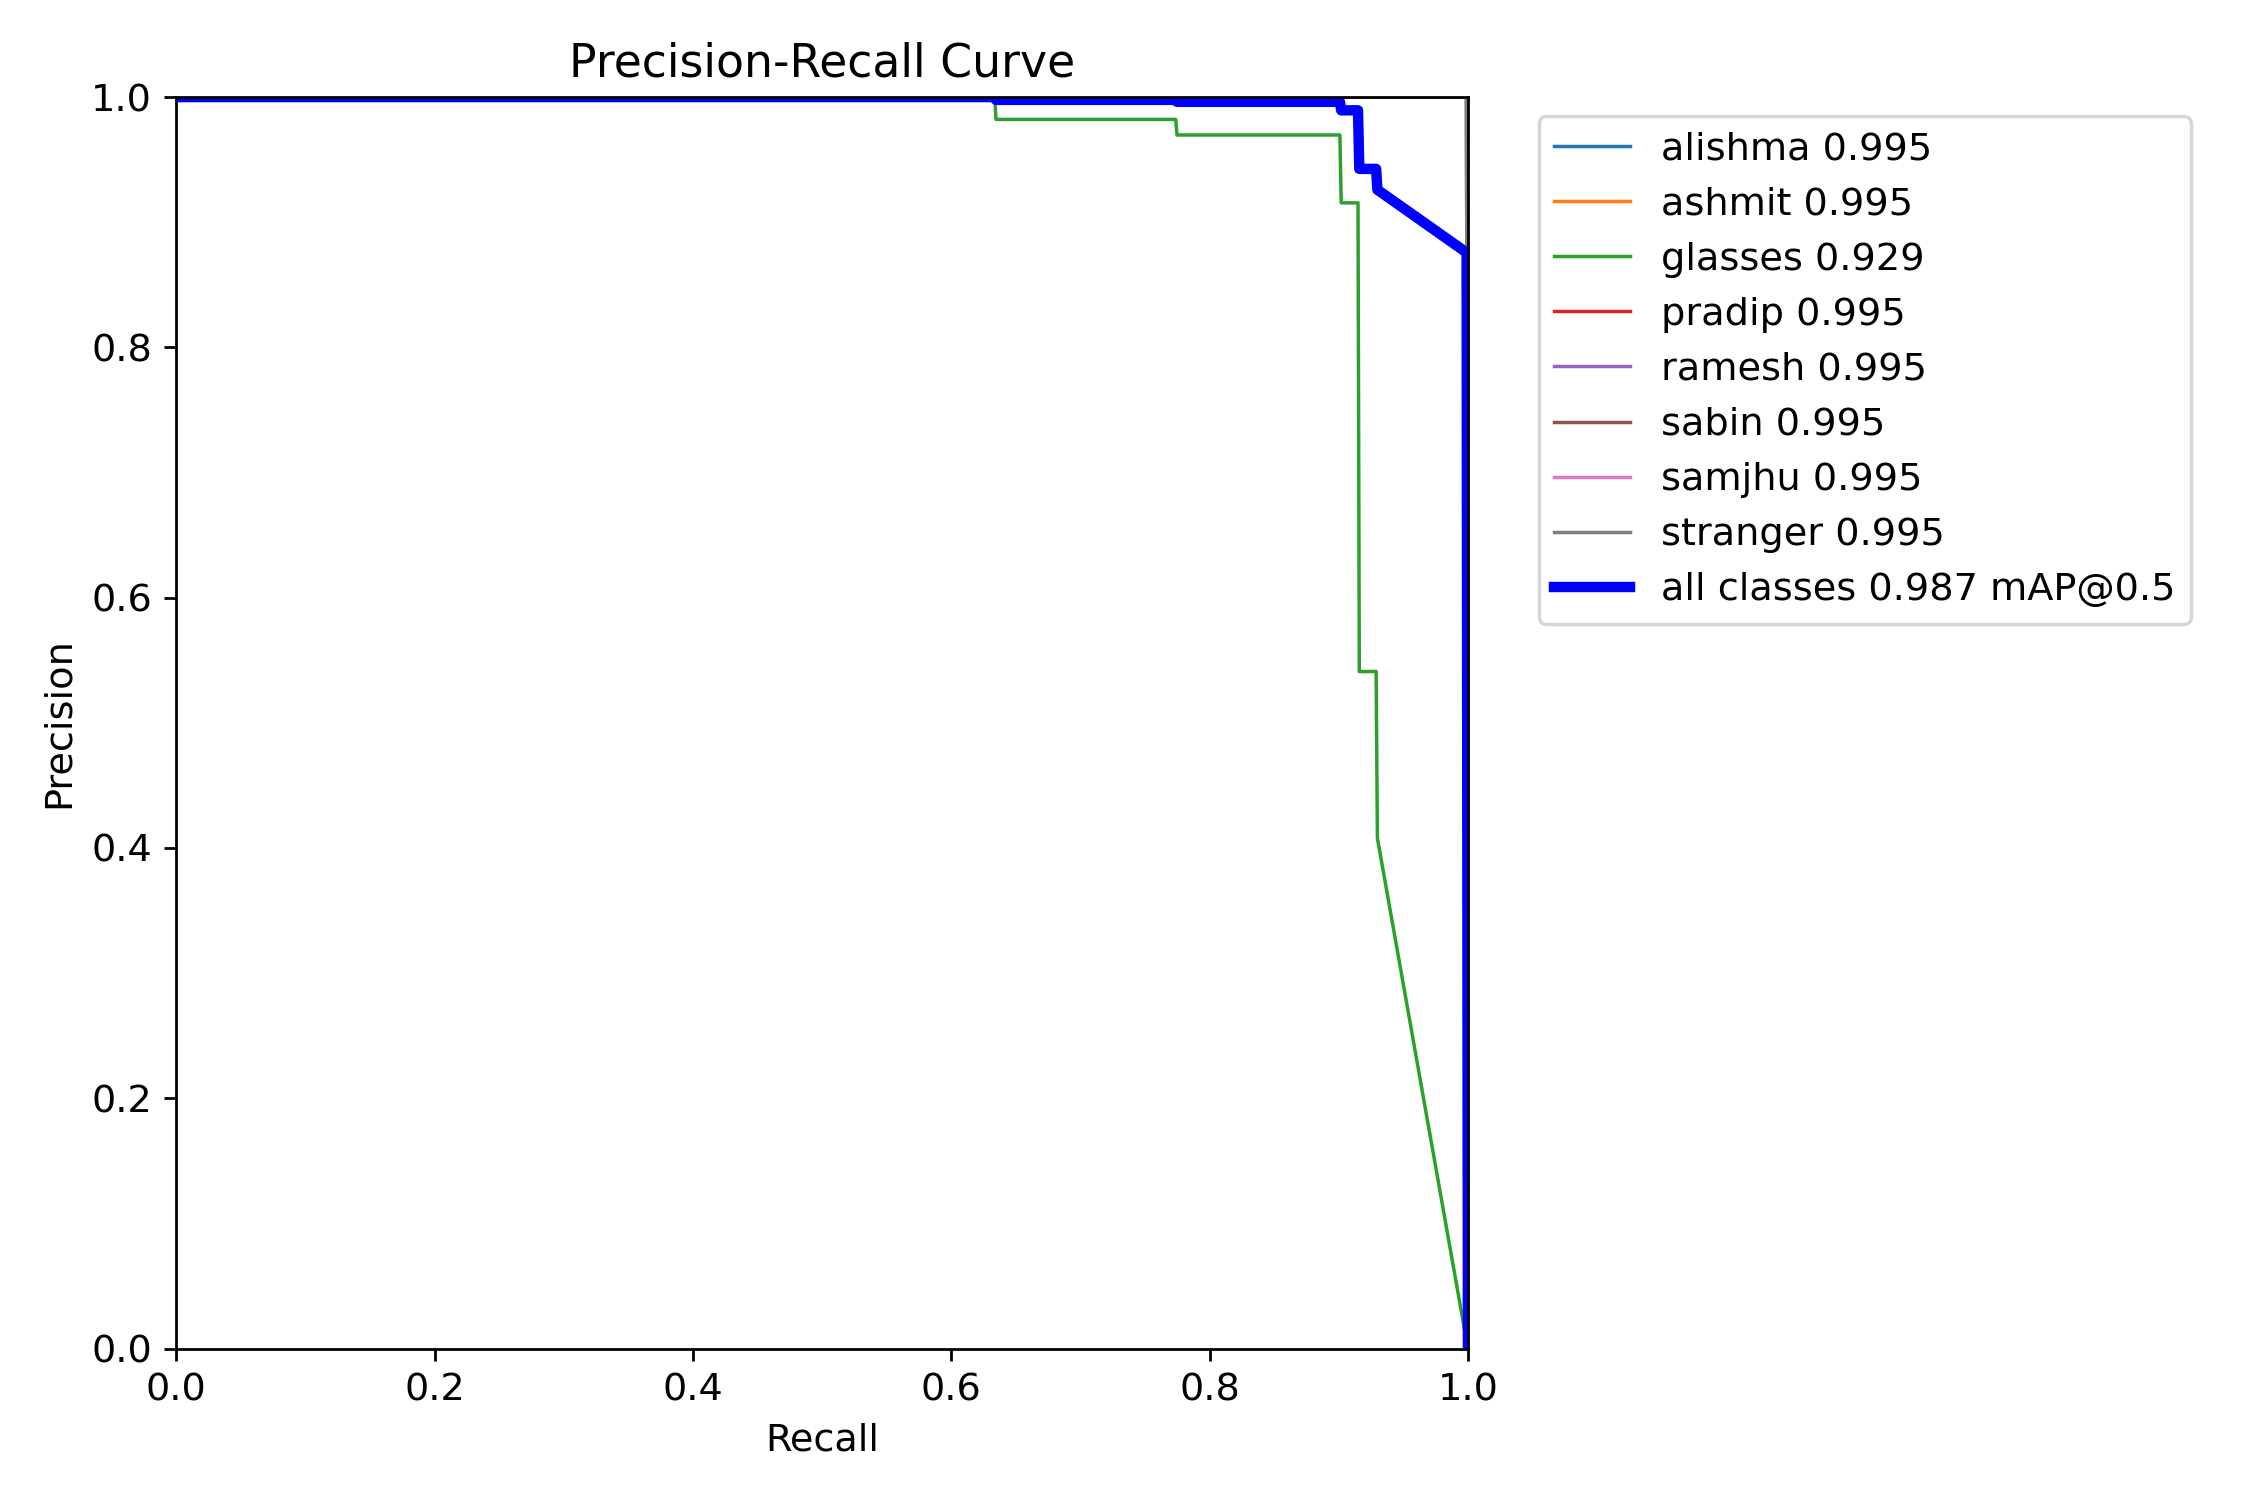 Precision-Recall Curve
1.0
0.8
0.6
0.4
0.2
0.0
Precision
0.0 0.2 0.4 0.6 0.8 1.0
Recall
alishma 0.995
ashmit 0.995
glasses 0.929
pradip 0.995
ramesh 0.995
sabin 0.995
samjhu 0.995
stranger 0.995
all classes 0.987 mAP@0.5